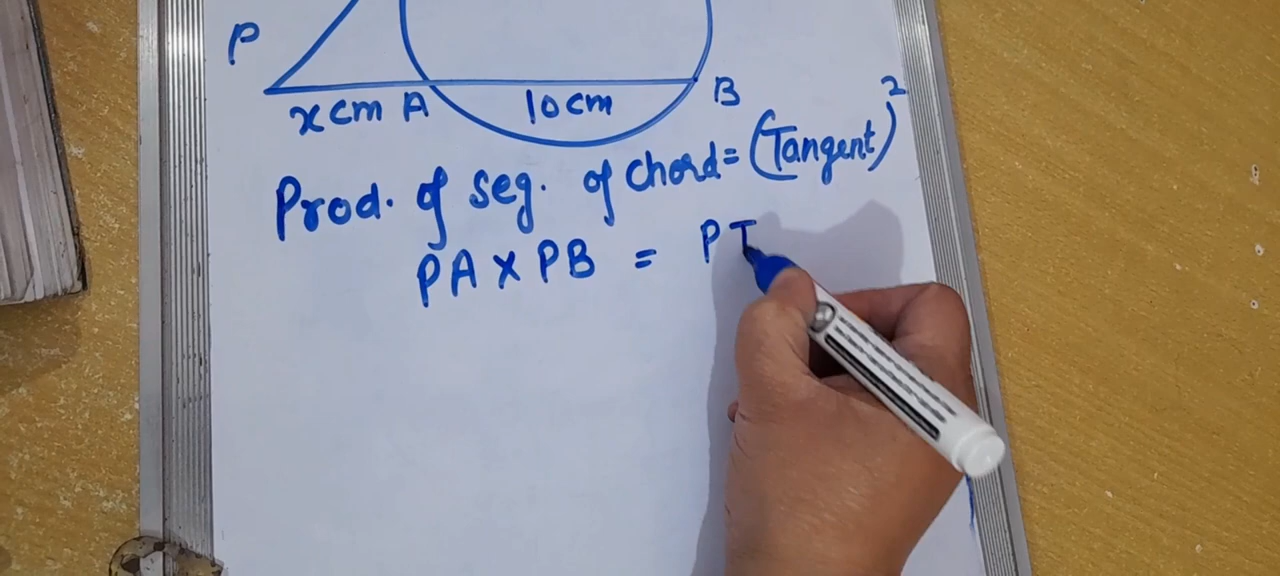 P
x cm A 10 cm B
Prod. of seg. of chord = (Tangent)²
PA × PB = PT